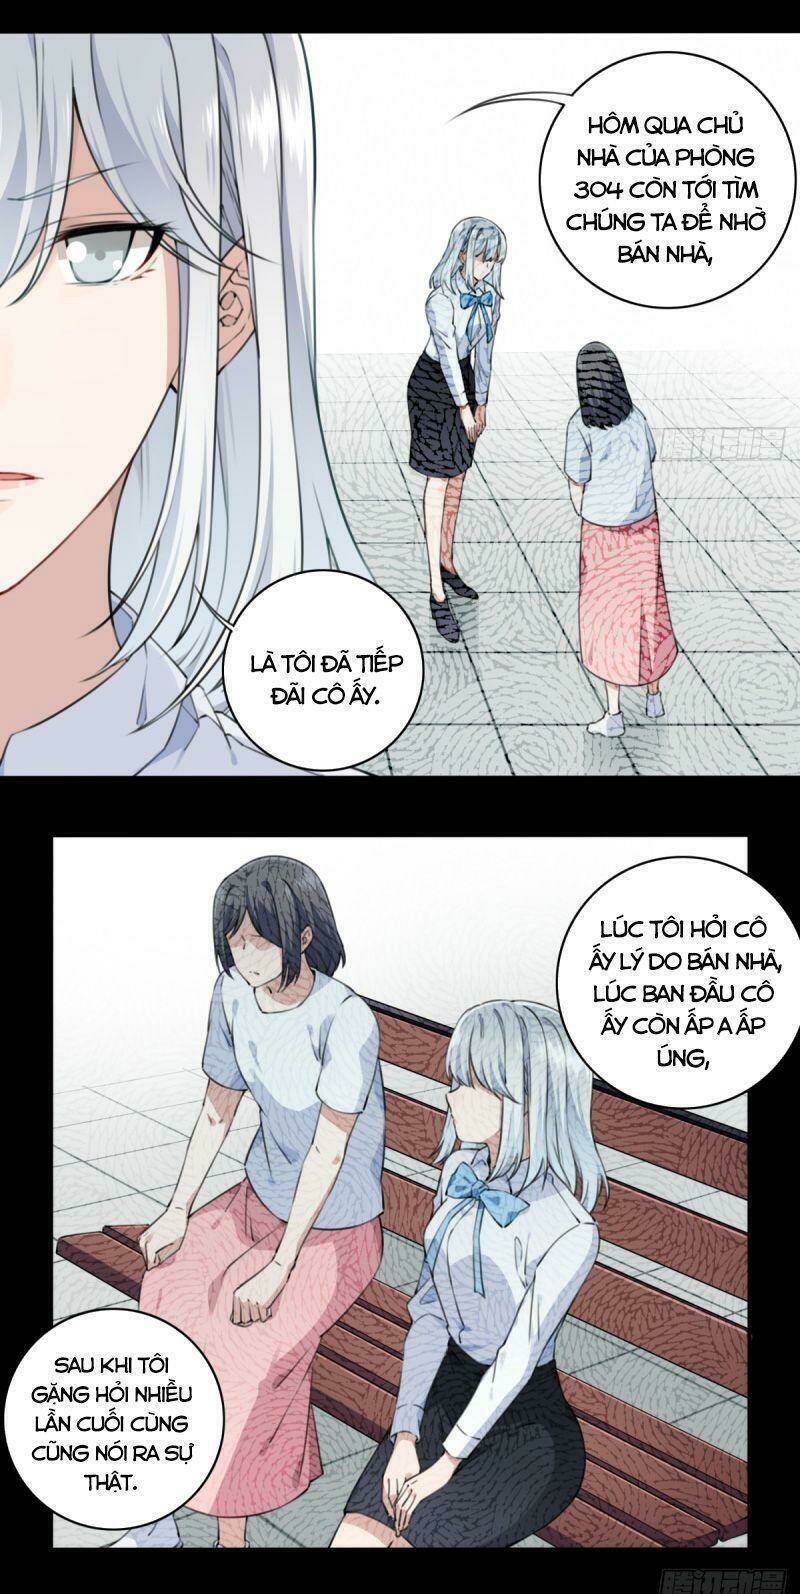 HÔM QUA CHỦ
NHÀ CỦA PHÒNG
304 CÒN TỚI TÌM
CHÚNG TA ĐỂ NHỜ
BÁN NHÀ,
LÀ TÔI ĐÃ TIẾP
ĐÃI CÔ ẤY.
LÚC TÔI HỎI CÔ
ẤY LÝ DO BÁN NHÀ,
LÚC BAN ĐẦU CÔ
ẤY CÒN ẤP A ẤP
ÚNG,
SAU KHI TÔI
GẶNG HỎI NHIỀU
LẦN CUỐI CÙNG
CŨNG NÓI RA SỰ
THẬT.